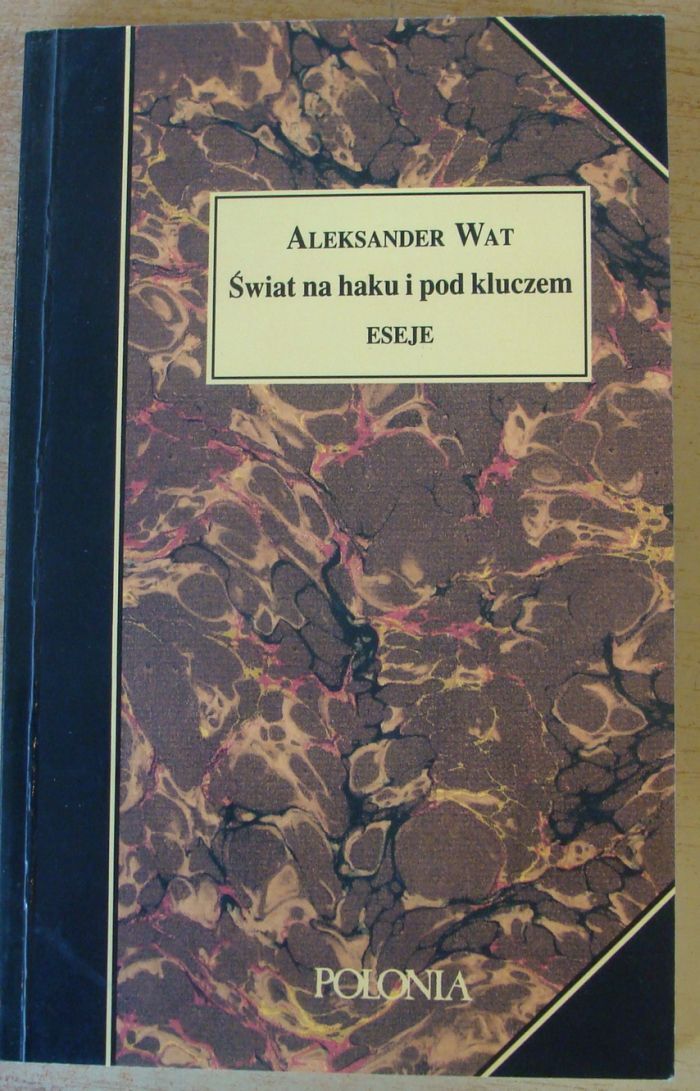 ALEKSANDER WAT
Świat na haku i pod kluczem
ESEJE
POLONIA